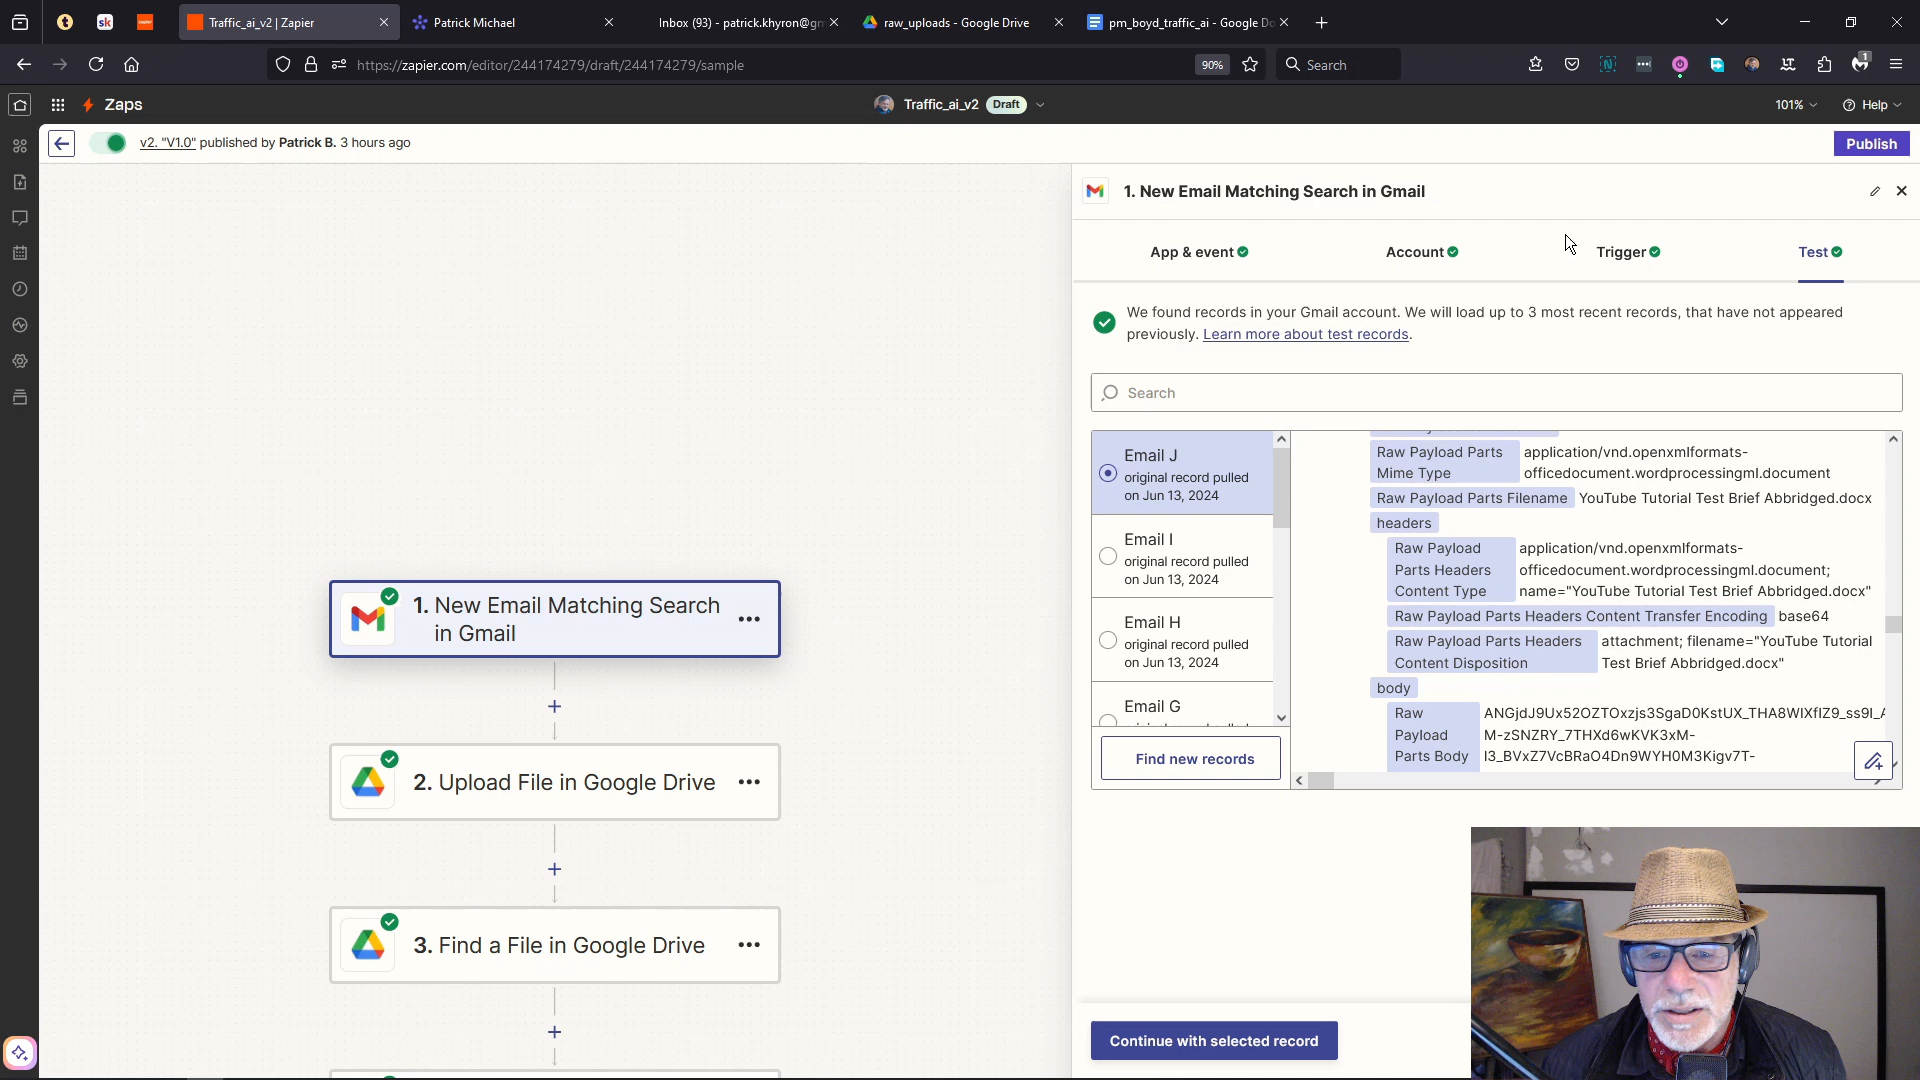 Traffic_ai_v2 | Zapier
Patrick Michael
Inbox (93) - patrick.khyron@gm
raw_uploads - Google Drive
pm_boyd_traffic_ai - Google Do
https://zapier.com/editor/244174279/draft/244174279/sample
90%
Search
1
Zaps
Traffic_ai_v2 Draft
101%
Help
v2. "V1.0" published by Patrick B. 3 hours ago
Publish
1. New Email Matching Search in Gmail
App & event
Account
Trigger
Test
We found records in your Gmail account. We will load up to 3 most recent records, that have not appeared
previously. Learn more about test records.
Search
Email J
original record pulled
on Jun 13, 2024
Email I
original record pulled
on Jun 13, 2024
Email H
original record pulled
on Jun 13, 2024
Email G
Find new records
Raw Payload Parts application/vnd.openxmlformats-
Mime Type officedocument.wordprocessingml.document
Raw Payload Parts Filename YouTube Tutorial Test Brief Abbridged.docx
headers
Raw Payload application/vnd.openxmlformats-
Parts Headers officedocument.wordprocessingml.document;
Content Type name="YouTube Tutorial Test Brief Abbridged.docx"
Raw Payload Parts Headers Content Transfer Encoding base64
Raw Payload Parts Headers attachment; filename="YouTube Tutorial
Content Disposition Test Brief Abbridged.docx"
body
Raw
Payload
Parts Body
Continue with selected record
1. New Email Matching Search
in Gmail
2. Upload File in Google Drive
3. Find a File in Google Drive